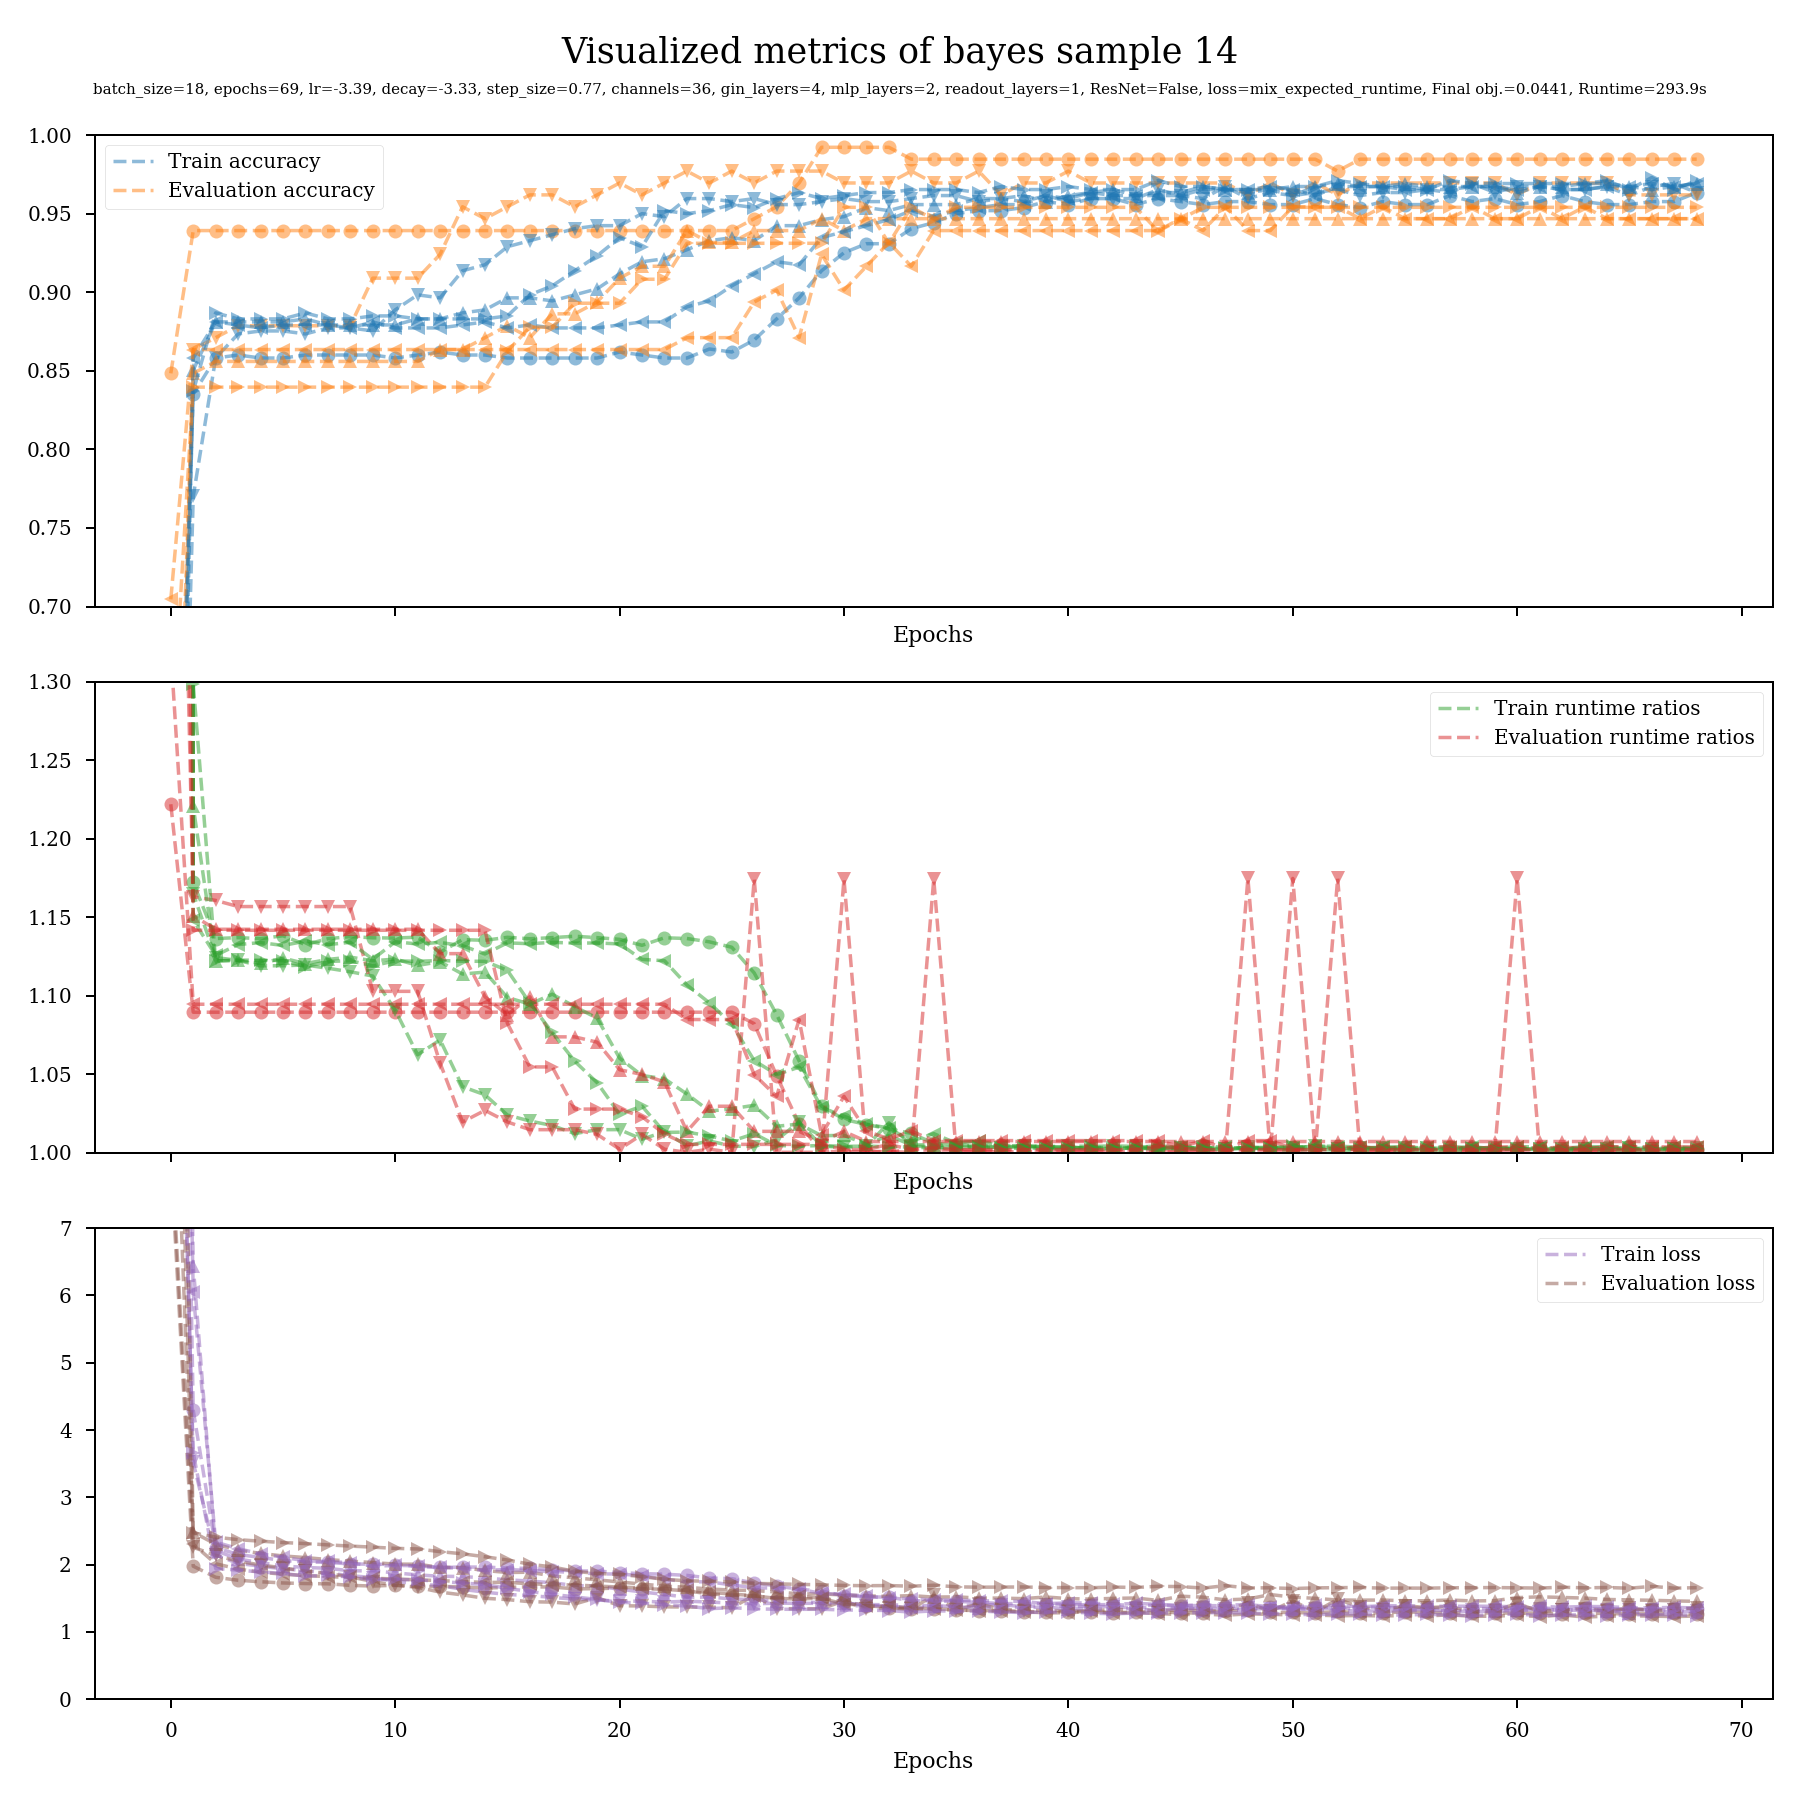 Visualized metrics of bayes sample 14
batch_size=18, epochs=69, lr=-3.39, decay=-3.33, step_size=0.77, channels=36, gin_layers=4, mlp_layers=2, readout_layers=1, ResNet=False, loss=mix_expected_runtime, Final obj.=0.0441, Runtime=293.9s
1.00
0.95
0.90
0.85
0.80
0.75
0.70
Train accuracy
Evaluation accuracy
Epochs
1.30
1.25
1.20
1.15
1.10
1.05
1.00
Train runtime ratios
Evaluation runtime ratios
Epochs
7
6
5
4
3
2
1
0
Train loss
Evaluation loss
0 10 20 30 40 50 60 70
Epochs